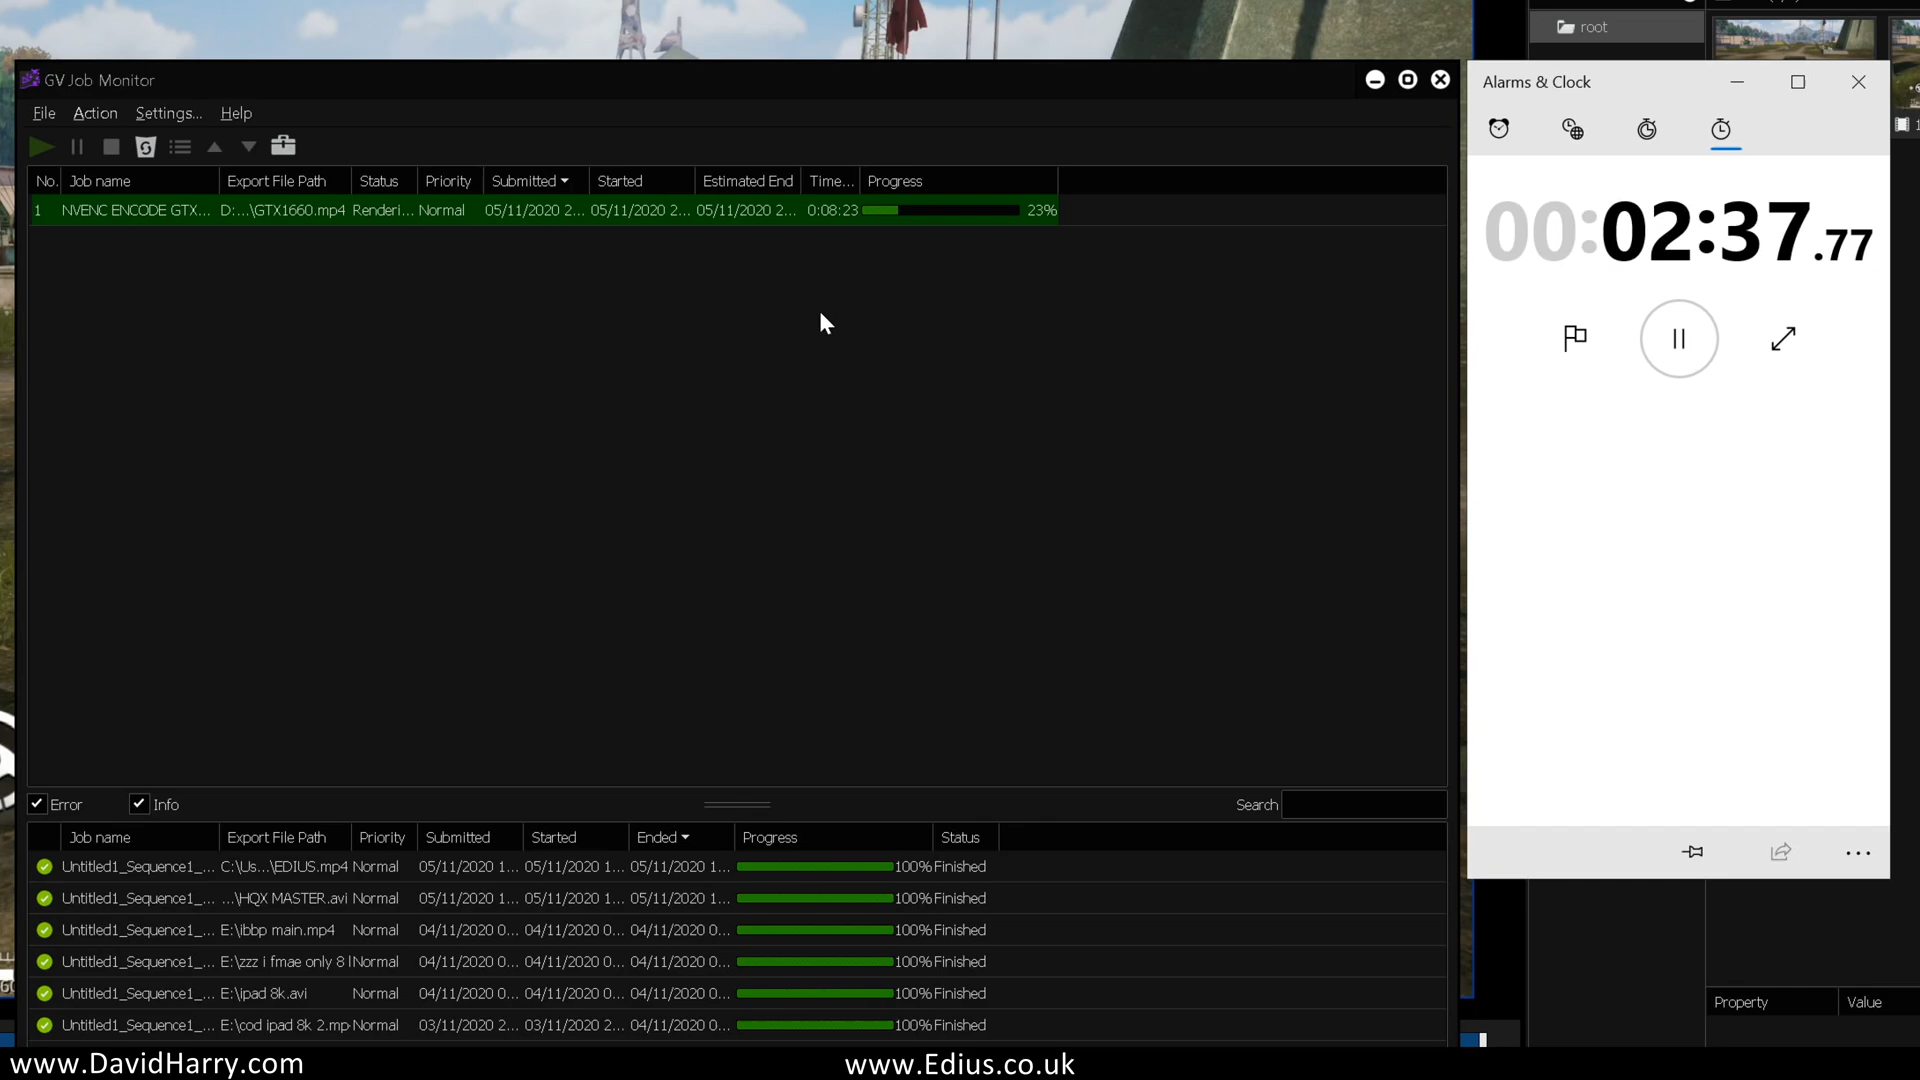 root
GV Job Monitor
Alarms & Clock
File Action Settings... Help
No. Job name Export File Path Status Priority Submitted Started Estimated End Time... Progress
1 NVENC ENCODE GTX... D:...\GTX1660.mp4 Renderi... Normal 05/11/2020 2... 05/11/2020 2... 05/11/2020 2... 0:08:23 23%
00:02:37.77
Error Info Search
Job name Export File Path Priority Submitted Started Ended Progress Status
Untitled1_Sequence1_... C:\Us...\EDIUS.mp4 Normal 05/11/2020 1... 05/11/2020 1... 05/11/2020 1... 100% Finished
Untitled1_Sequence1_... ...\HQX MASTER.avi Normal 05/11/2020 1... 05/11/2020 1... 05/11/2020 1... 100% Finished
Untitled1_Sequence1_... E:\ibbp main.mp4 Normal 04/11/2020 0... 04/11/2020 0... 04/11/2020 0... 100% Finished
Untitled1_Sequence1_... E:\zzz i fmae only 8 Normal 04/11/2020 0... 04/11/2020 0... 04/11/2020 0... 100% Finished
Untitled1_Sequence1_... E:\ipad 8k.avi Normal 04/11/2020 0... 04/11/2020 0... 04/11/2020 0... 100% Finished
Untitled1_Sequence1_... E:\cod ipad 8k 2.mp Normal 03/11/2020 2... 03/11/2020 2... 04/11/2020 0... 100% Finished
Property Value
www.DavidHarry.com www.Edius.co.uk